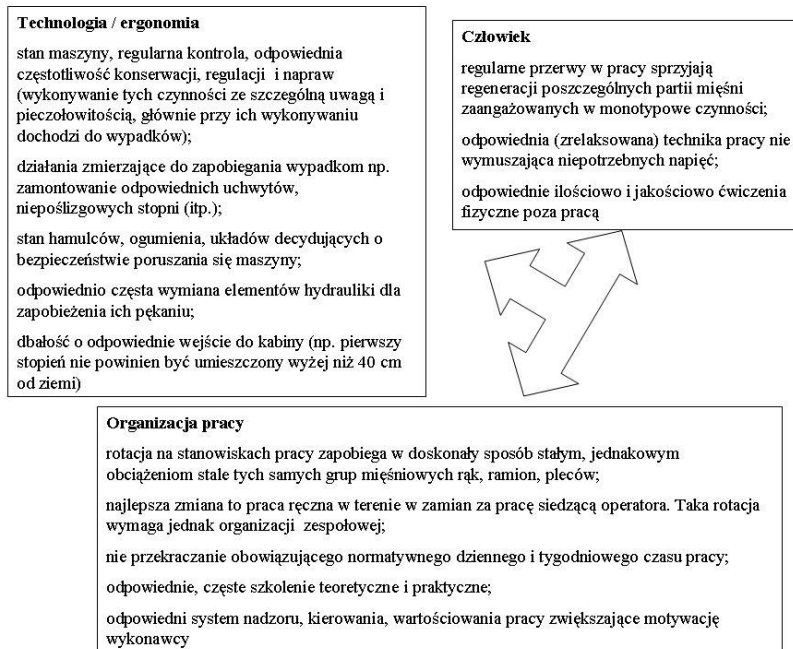 Technologia / ergonomia
stan maszyny, regularna kontrola, odpowiednia
częstotliwość konserwacji, regulacji i napraw
(wykonywanie tych czynności ze szczególną uwagą i
pieczołowitością, głównie przy ich wykonywaniu
dochodzi do wypadków);
działania zmierzające do zapobiegania wypadkom np.
zamontowanie odpowiednich uchwytów,
niepoślizgowych stopni (itp.);
stan hamulców, ogumienia, układów decydujących o
bezpieczeństwie poruszania się maszyny;
odpowiednio częsta wymiana elementów hydrauliki dla
zapobieżenia ich pękaniu;
dbałość o odpowiednie wejście do kabiny (np. pierwszy
stopień nie powinien być umieszczony wyżej niż 40 cm
od ziemi)
Człowiek
regularne przerwy w pracy sprzyjają
regeneracji poszczególnych partii mięśni
zaangażowanych w monotypowe czynności;
odpowiednia (zrelaksowana) technika pracy nie
wymuszająca niepotrzebnych napięć;
odpowiednie ilościowo i jakościowo ćwiczenia
fizyczne poza pracą
Organizacja pracy
rotacja na stanowiskach pracy zapobiega w doskonały sposób stałym, jednakowym
obciążeniom stale tych samych grup mięśniowych rąk, ramion, pleców;
najlepsza zmiana to praca ręczna w terenie w zamian za pracę siedzącą operatora. Taka rotacja
wymaga jednak organizacji zespołowej;
nie przekraczanie obowiązującego normatywnego dziennego i tygodniowego czasu pracy;
odpowiednie, częste szkolenie teoretyczne i praktyczne;
odpowiedni system nadzoru, kierowania, wartościowania pracy zwiększające motywację
wykonawcy